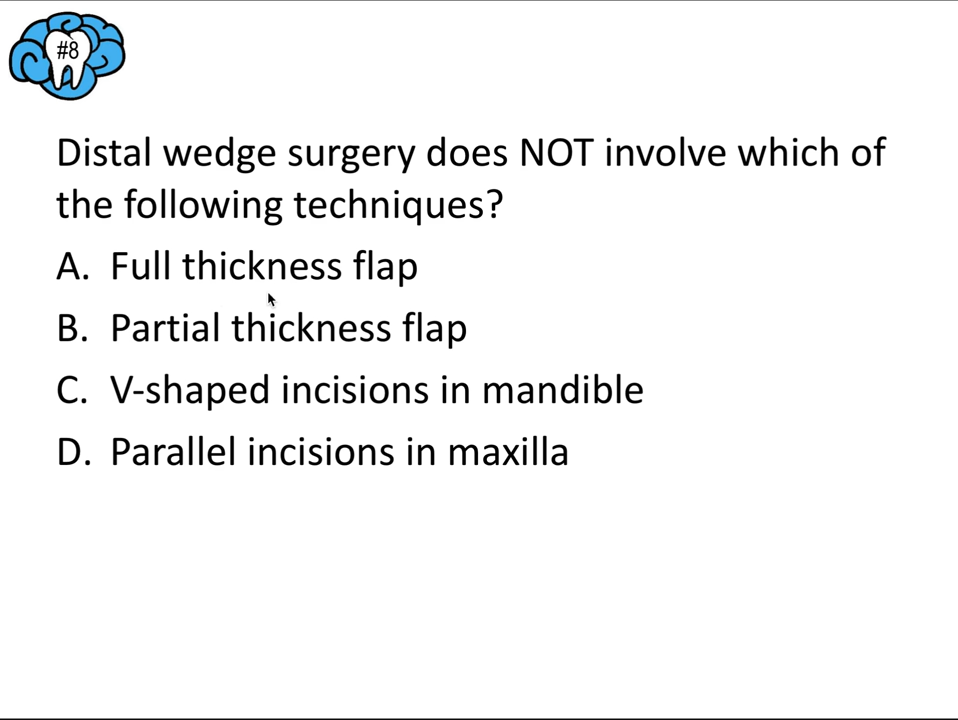 #8
Distal wedge surgery does NOT involve which of
the following techniques?
A. Full thickness flap
B. Partial thickness flap
C. V-shaped incisions in mandible
D. Parallel incisions in maxilla